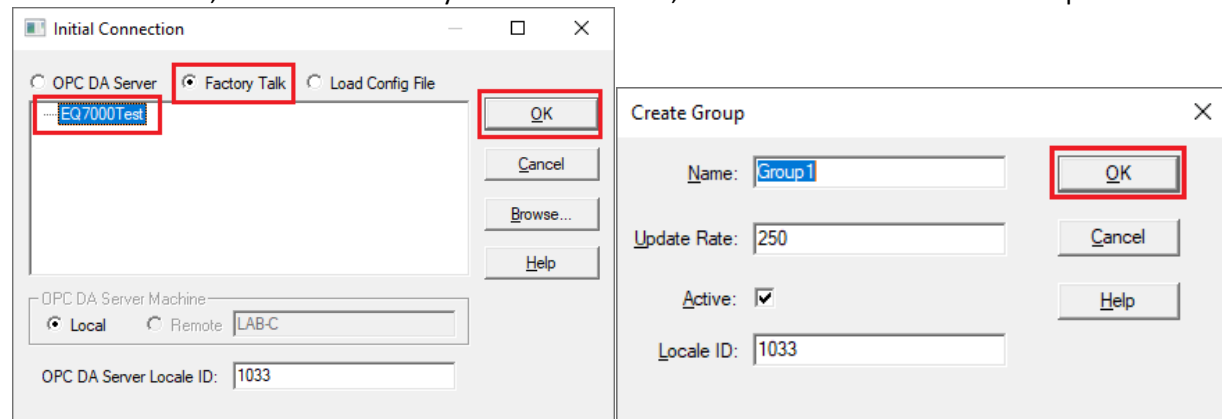 Initial Connection
OPC DA Server Factory Talk Load Config File
EQ7000Test
OK
Cancel
Browse...
Help
OPC DA Server Machine
Local Remote LAB-C
OPC DA Server Locale ID: 1033
Create Group
Name: Group1
OK
Update Rate: 250
Cancel
Active:
Help
Locale ID: 1033